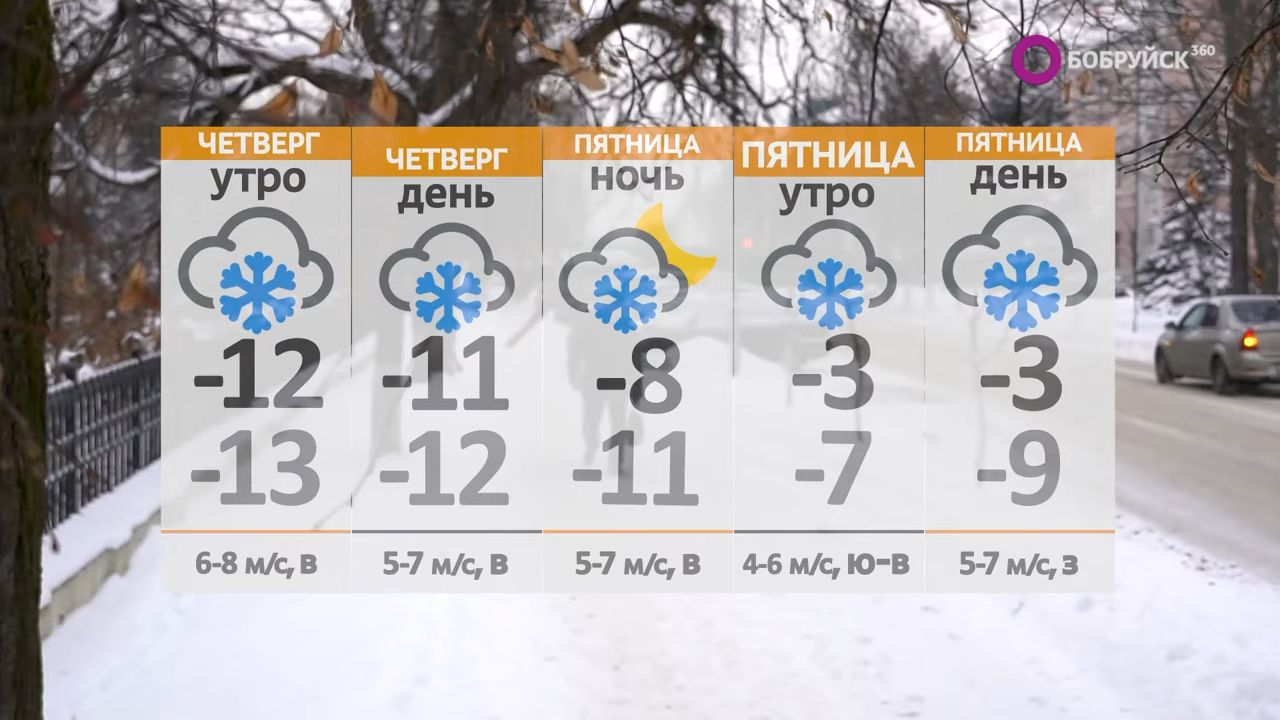 БОБРУЙСК360
ЧЕТВЕРГ
утро
-12
-13
6-8 м/с, в
ЧЕТВЕРГ
день
-11
-12
5-7 м/с, в
ПЯТНИЦА
ночь
-8
-11
5-7 м/с, в
ПЯТНИЦА
утро
-3
-7
4-6 м/с, ю-в
ПЯТНИЦА
день
-3
-9
5-7 м/с, з